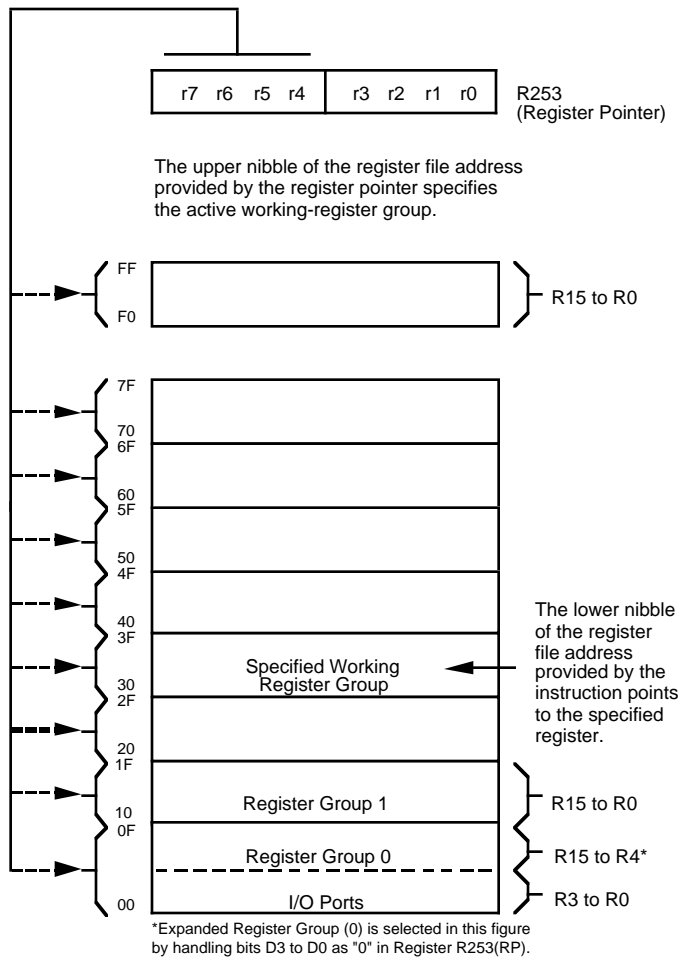 r7 r6 r5 r4 r3 r2 r1 r0
R253
(Register Pointer)
The upper nibble of the register file address
provided by the register pointer specifies
the active working-register group.
FF
F0
R15 to R0
7F
70
6F
60
5F
50
4F
40
3F
Specified Working
Register Group
30
2F
The lower nibble
of the register
file address
provided by the
instruction points
to the specified
register.
20
1F
Register Group 1
R15 to R0
10
0F
Register Group 0
R15 to R4*
00
I/O Ports
R3 to R0
*Expanded Register Group (0) is selected in this figure
by handling bits D3 to D0 as "0" in Register R253(RP).